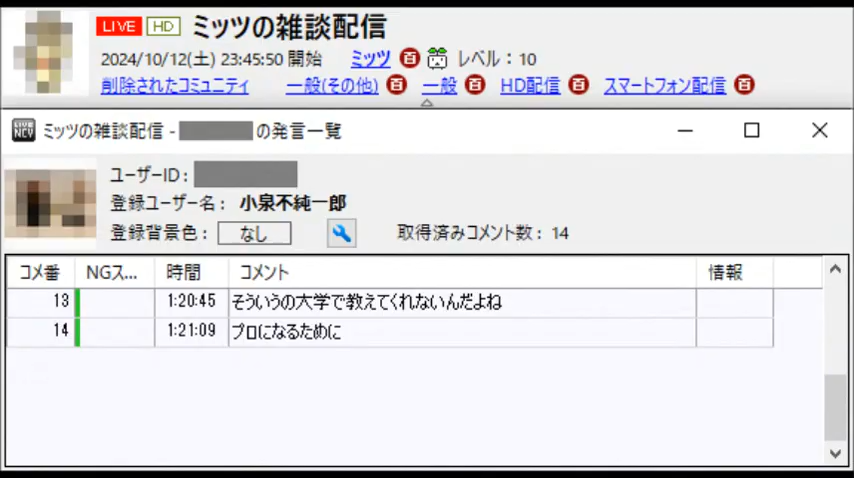 LIVE HD ミッツの雑談配信
2024/10/12(土) 23:45:50 開始 ミッツ 百 レベル：10
削除されたコミュニティ 一般(その他) 百 一般 百 HD配信 百 スマートフォン配信 百
LIVE NCV ミッツの雑談配信 - の発言一覧
ユーザーID：
登録ユーザー名： 小泉不純一郎
登録背景色： なし 取得済みコメント数： 14
コメ番 NGス... 時間 コメント 情報
13 1:20:45 そういうの大学で教えてくれないんだよね
14 1:21:09 プロになるために